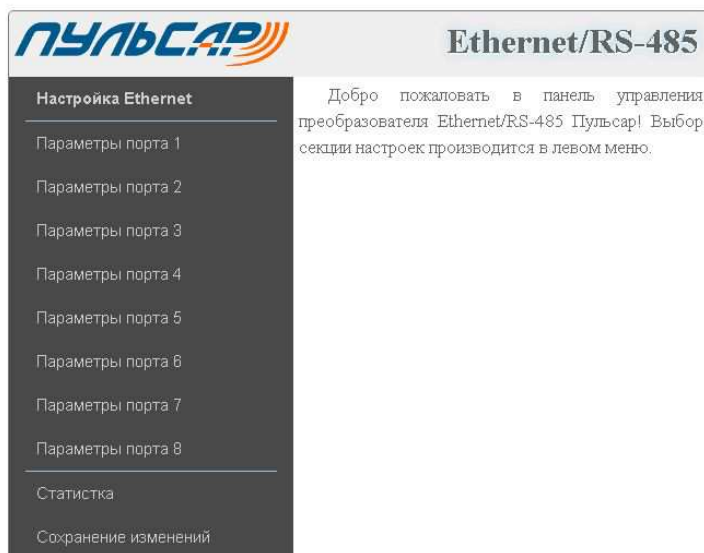 ПУЛЬСАР
Ethernet/RS-485
Настройка Ethernet
Параметры порта 1
Параметры порта 2
Параметры порта 3
Параметры порта 4
Параметры порта 5
Параметры порта 6
Параметры порта 7
Параметры порта 8
Статистка
Сохранение изменений
Добро пожаловать в панель управления
преобразователя Ethernet/RS-485 Пульсар! Выбор
секции настроек производится в левом меню.